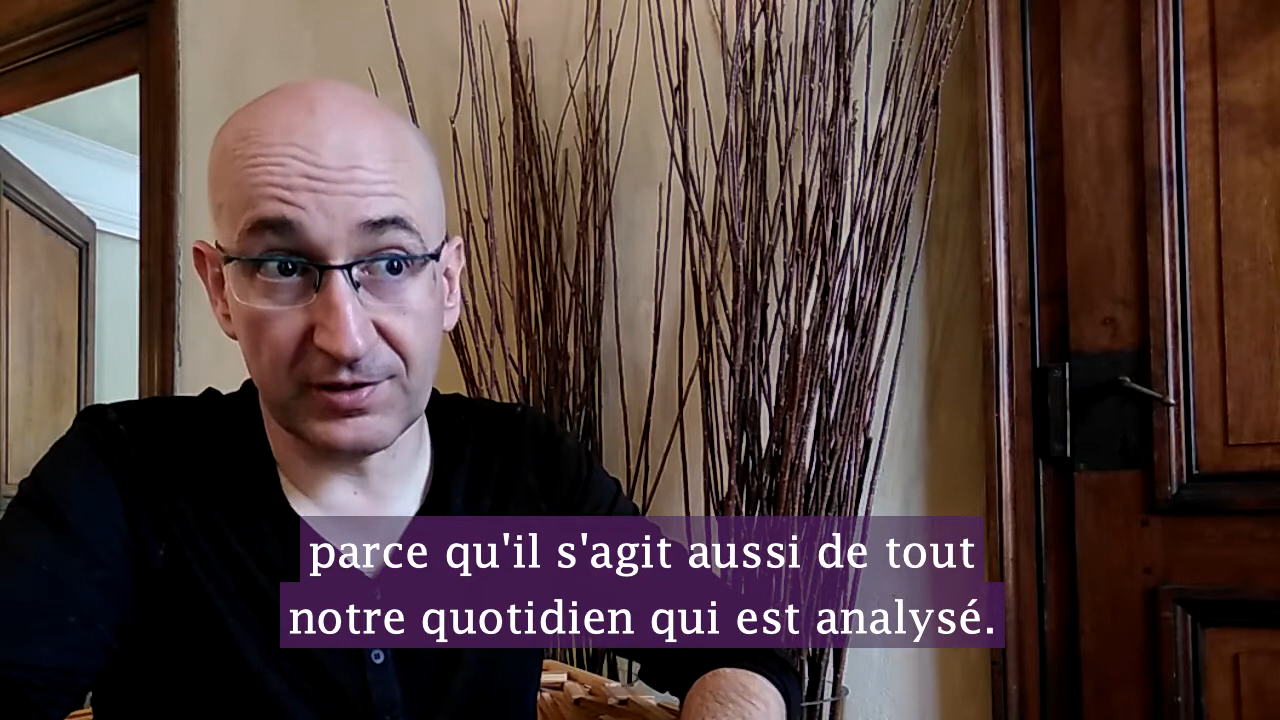 parce qu'il s'agit aussi de tout
notre quotidien qui est analysé.